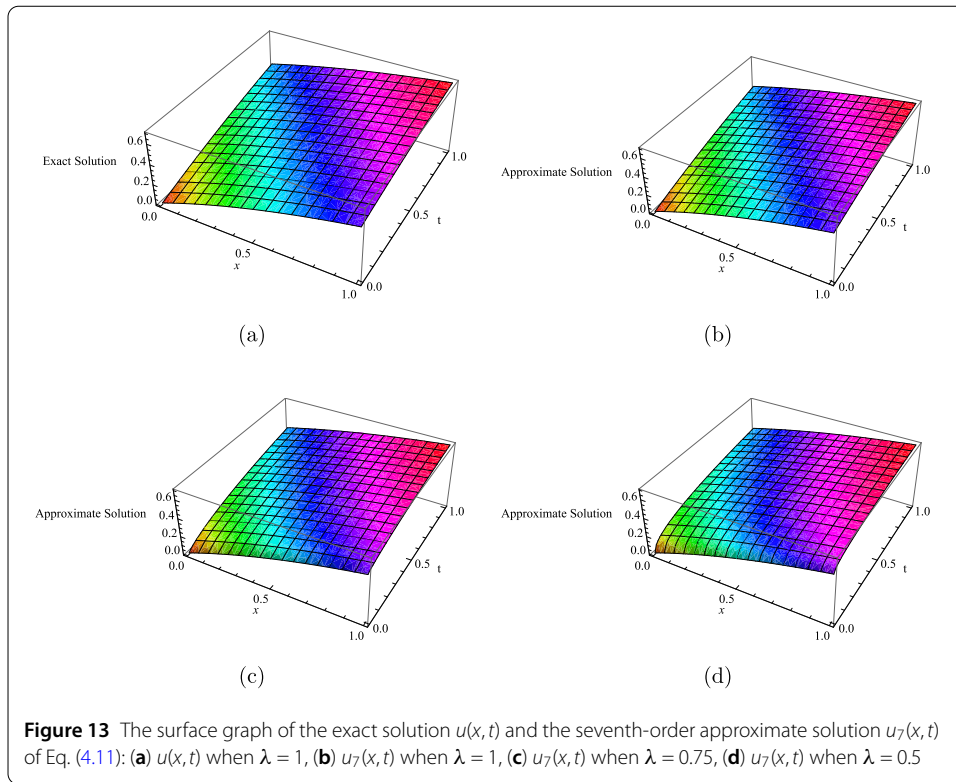 0.6
0.4
0.2
0.0
0.0
Exact Solution
0.5
x
1.0
0.0
0.5
t
1.0
(a)
0.6
0.4
0.2
0.0
0.0
Approximate Solution
0.5
x
1.0
0.0
0.5
t
1.0
(b)
0.6
0.4
0.2
0.0
0.0
Approximate Solution
0.5
x
1.0
0.0
0.5
t
1.0
(c)
0.6
0.4
0.2
0.0
0.0
Approximate Solution
0.5
x
1.0
0.0
0.5
t
1.0
(d)
Figure 13 The surface graph of the exact solution u(x, t) and the seventh-order approximate solution u₇(x, t)
of Eq. (4.11): (a) u(x, t) when λ = 1, (b) u₇(x, t) when λ = 1, (c) u₇(x, t) when λ = 0.75, (d) u₇(x, t) when λ = 0.5